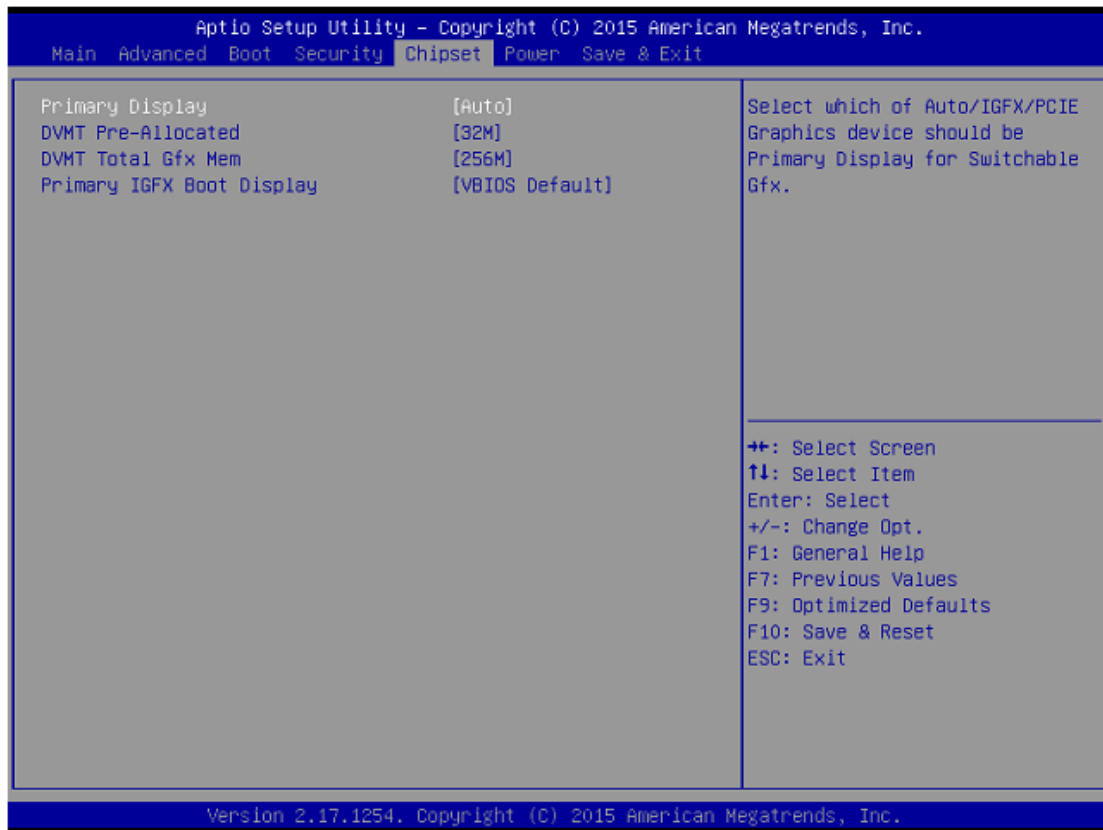 Aptio Setup Utility – Copyright (C) 2015 American Megatrends, Inc.
Main Advanced Boot Security Chipset Power Save & Exit
Primary Display [Auto]
DVMT Pre-Allocated [32M]
DVMT Total Gfx Mem [256M]
Primary IGFX Boot Display [VBIOS Default]
Select which of Auto/IGFX/PCIE
Graphics device should be
Primary Display for Switchable
Gfx.
→←: Select Screen
↑↓: Select Item
Enter: Select
+/-: Change Opt.
F1: General Help
F7: Previous Values
F9: Optimized Defaults
F10: Save & Reset
ESC: Exit
Version 2.17.1254. Copyright (C) 2015 American Megatrends, Inc.